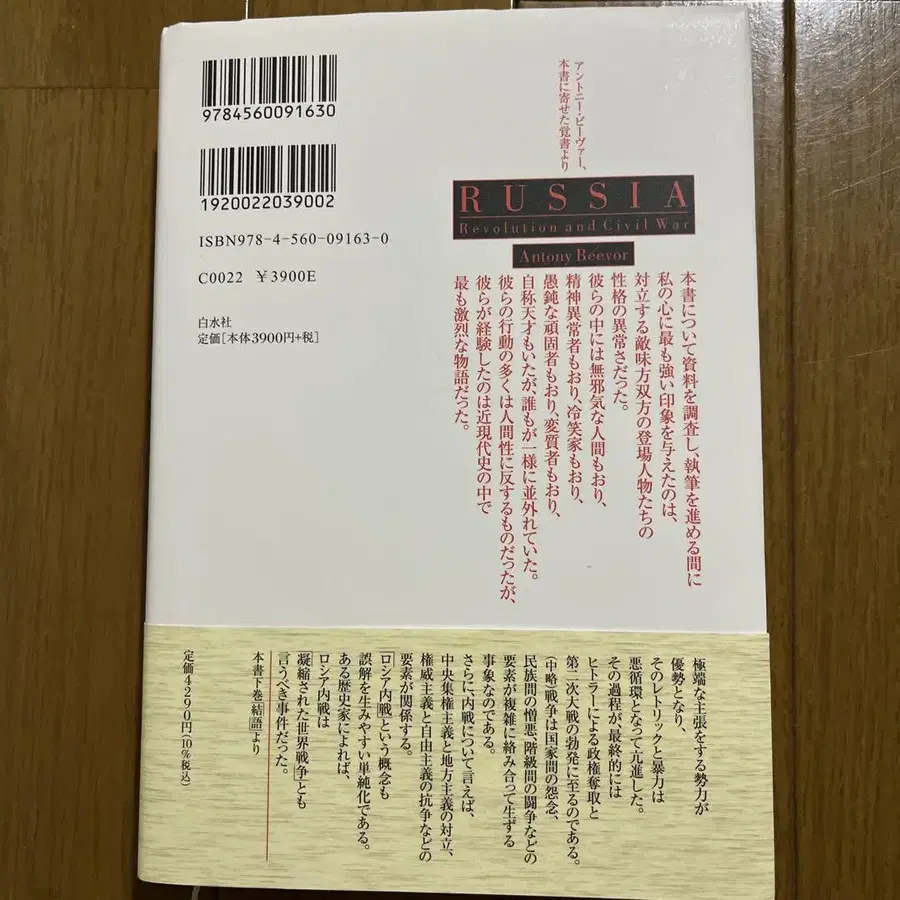 9784560091630
1920022039002
ISBN978-4-560-09163-0
C0022 ¥3900E
白水社
定価[本体3900円+税]
アントニー・ビーヴァー、
本書に寄せた覚書より
RUSSIA
Revolution and Civil War
Antony Beevor
本書について資料を調査し、執筆を進める間に
私の心に最も強い印象を与えたのは、
対立する敵味方双方の登場人物たちの
性格の異常さだった。
彼らの中には無邪気な人間もおり、
精神異常者もおり、冷笑家もおり、
愚鈍な頑固者もおり、変質者もおり、
自称天才もいたが、誰もが一様に並外れていた。
彼らの行動の多くは人間性に反するものだったが、
彼らが経験したのは近現代史の中で
最も激烈な物語だった。
極端な主張をする勢力が
優勢となり、
そのレトリックと暴力は
悪循環となって亢進した。
その過程が最終的には
ヒトラーによる政権奪取と
第二次大戦の勃発に至るのである。
(中略)戦争は国家間の怨念、
民族間の憎悪、階級間の闘争などの
要素が複雑に絡み合って生ずる
事象なのである。
さらに、内戦について言えば、
中央集権主義と地方主義の対立、
権威主義と自由主義の抗争などの
要素が関係する。
「ロシア内戦」という概念も
誤解を生みやすい単純化である。
ある歴史家によれば、
ロシア内戦は
「凝縮された世界戦争」とも
言うべき事件だった。
本書下巻「結語」より
定価4290円(10%税込)